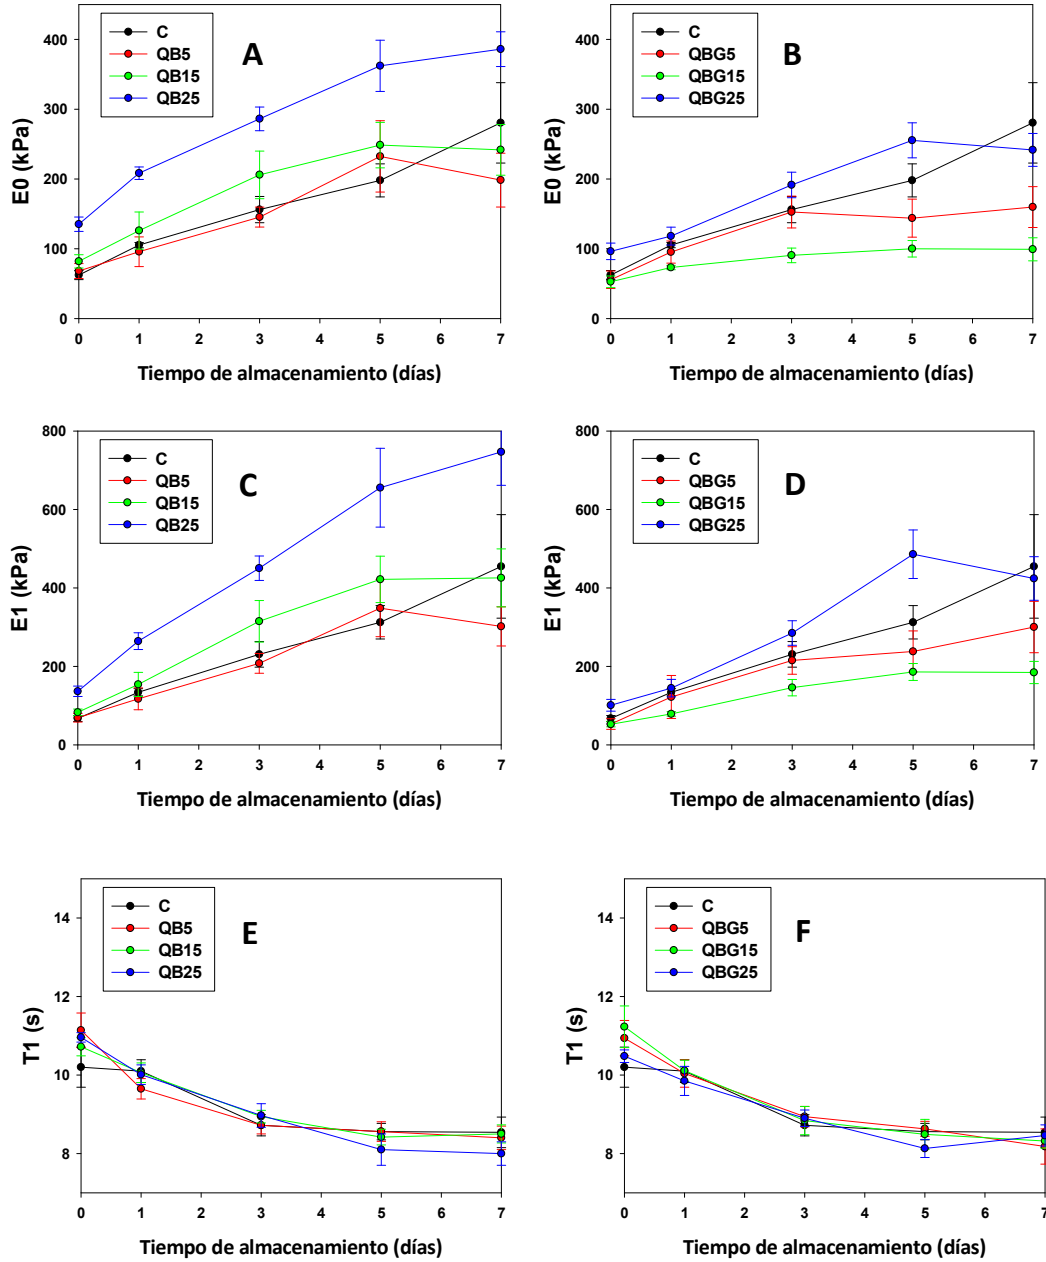 A
C
QB5
QB15
QB25
E0 (kPa)
400
300
200
100
0
0 1 2 3 4 5 6 7
Tiempo de almacenamiento (días)
B
C
QBG5
QBG15
QBG25
E0 (kPa)
400
300
200
100
0
0 1 2 3 4 5 6 7
Tiempo de almacenamiento (días)
C
C
QB5
QB15
QB25
E1 (kPa)
800
600
400
200
0
0 1 2 3 4 5 6 7
Tiempo de almacenamiento (días)
D
C
QBG5
QBG15
QBG25
E1 (kPa)
800
600
400
200
0
0 1 2 3 4 5 6 7
Tiempo de almacenamiento (días)
E
C
QB5
QB15
QB25
T1 (s)
14
12
10
8
0 1 2 3 4 5 6 7
Tiempo de almacenamiento (días)
F
C
QBG5
QBG15
QBG25
T1 (s)
14
12
10
8
0 1 2 3 4 5 6 7
Tiempo de almacenamiento (días)